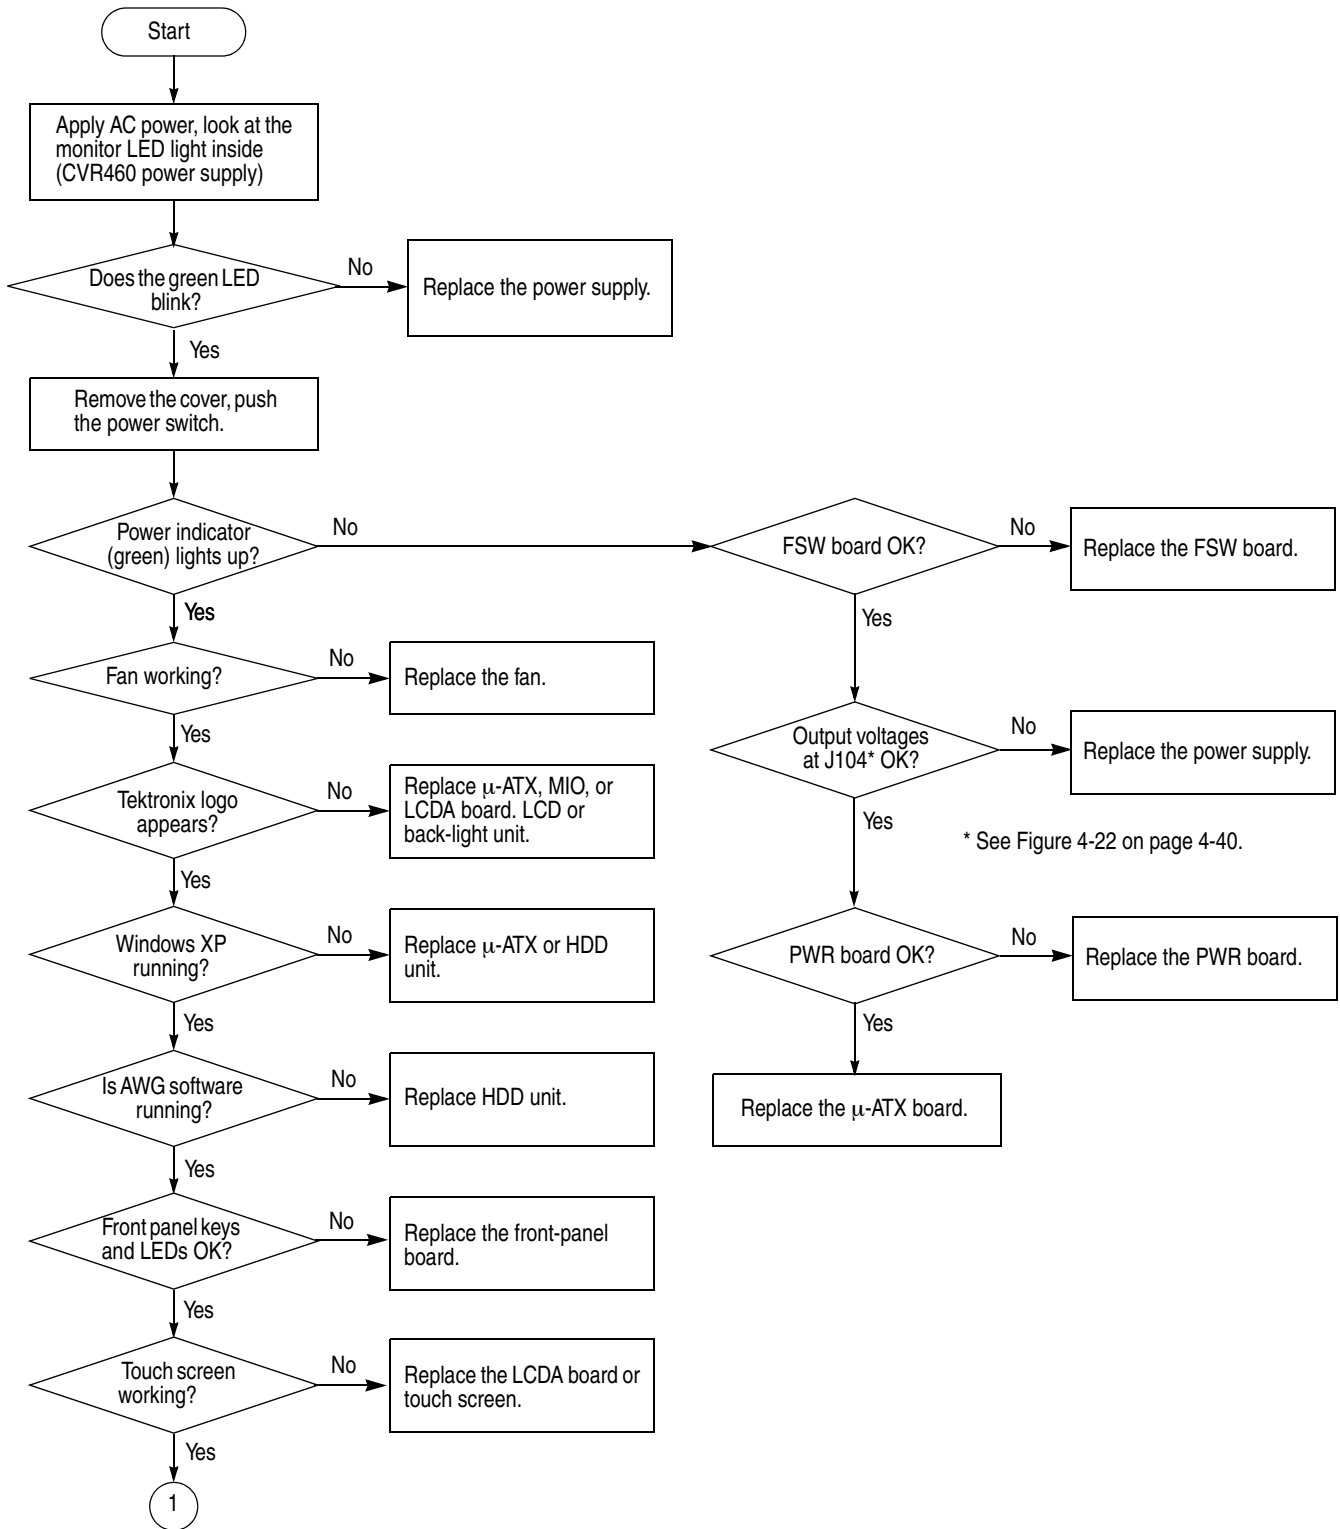 Start
Apply AC power, look at the
monitor LED light inside
(CVR460 power supply)
Does the green LED
blink?
No
Replace the power supply.
Yes
Remove the cover, push
the power switch.
Power indicator
(green) lights up?
No
FSW board OK?
No
Replace the FSW board.
Yes
Yes
Fan working?
No
Replace the fan.
Output voltages
at J104* OK?
No
Replace the power supply.
Yes
Yes
Tektronix logo
appears?
No
Replace µ-ATX, MIO, or
LCDA board. LCD or
back-light unit.
* See Figure 4-22 on page 4-40.
Yes
Windows XP
running?
No
Replace µ-ATX or HDD
unit.
PWR board OK?
No
Replace the PWR board.
Yes
Yes
Is AWG software
running?
No
Replace HDD unit.
Replace the µ-ATX board.
Yes
Front panel keys
and LEDs OK?
No
Replace the front-panel
board.
Yes
Touch screen
working?
No
Replace the LCDA board or
touch screen.
Yes
1